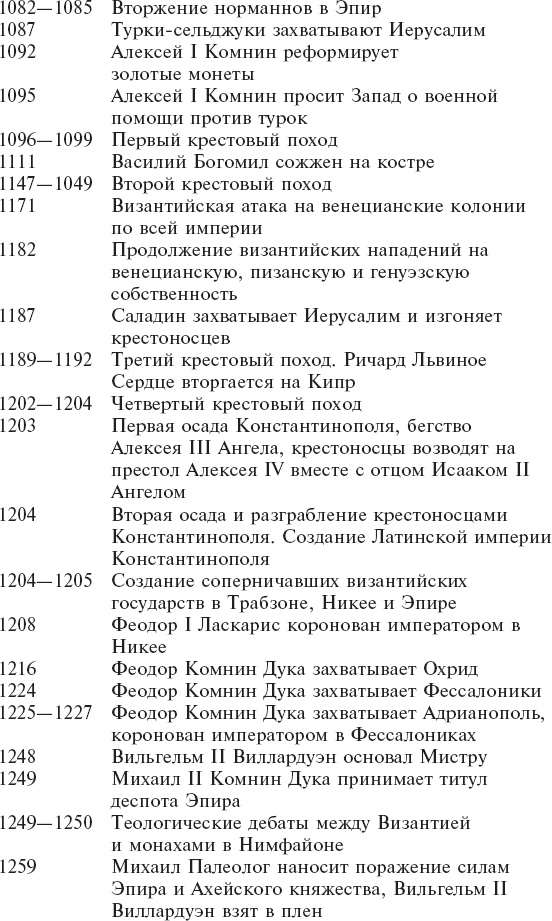 1082—1085 Вторжение норманнов в Эпир
1087 Турки-сельджуки захватывают Иерусалим
1092 Алексей I Комнин реформирует
золотые монеты
1095 Алексей I Комнин просит Запад о военной
помощи против турок
1096—1099 Первый крестовый поход
1111 Василий Богомил сожжен на костре
1147—1049 Второй крестовый поход
1171 Византийская атака на венецианские колонии
по всей империи
1182 Продолжение византийских нападений на
венецианскую, пизанскую и генуэзскую
собственность
1187 Саладин захватывает Иерусалим и изгоняет
крестоносцев
1189—1192 Третий крестовый поход. Ричард Львиное
Сердце вторгается на Кипр
1202—1204 Четвертый крестовый поход
1203 Первая осада Константинополя, бегство
Алексея III Ангела, крестоносцы возводят на
престол Алексея IV вместе с отцом Исааком II
Ангелом
1204 Вторая осада и разграбление крестоносцами
Константинополя. Создание Латинской империи
Константинополя
1204—1205 Создание соперничавших византийских
государств в Трабзоне, Никее и Эпире
1208 Феодор I Ласкарис коронован императором в
Никее
1216 Феодор Комнин Дука захватывает Охрид
1224 Феодор Комнин Дука захватывает Фессалоники
1225—1227 Феодор Комнин Дука захватывает Адрианополь,
коронован императором в Фессалониках
1248 Вильгельм II Виллардуэн основал Мистру
1249 Михаил II Комнин Дука принимает титул
деспота Эпира
1249—1250 Теологические дебаты между Византией
и монахами в Нимфайоне
1259 Михаил Палеолог наносит поражение силам
Эпира и Ахейского княжества, Вильгельм II
Виллардуэн взят в плен